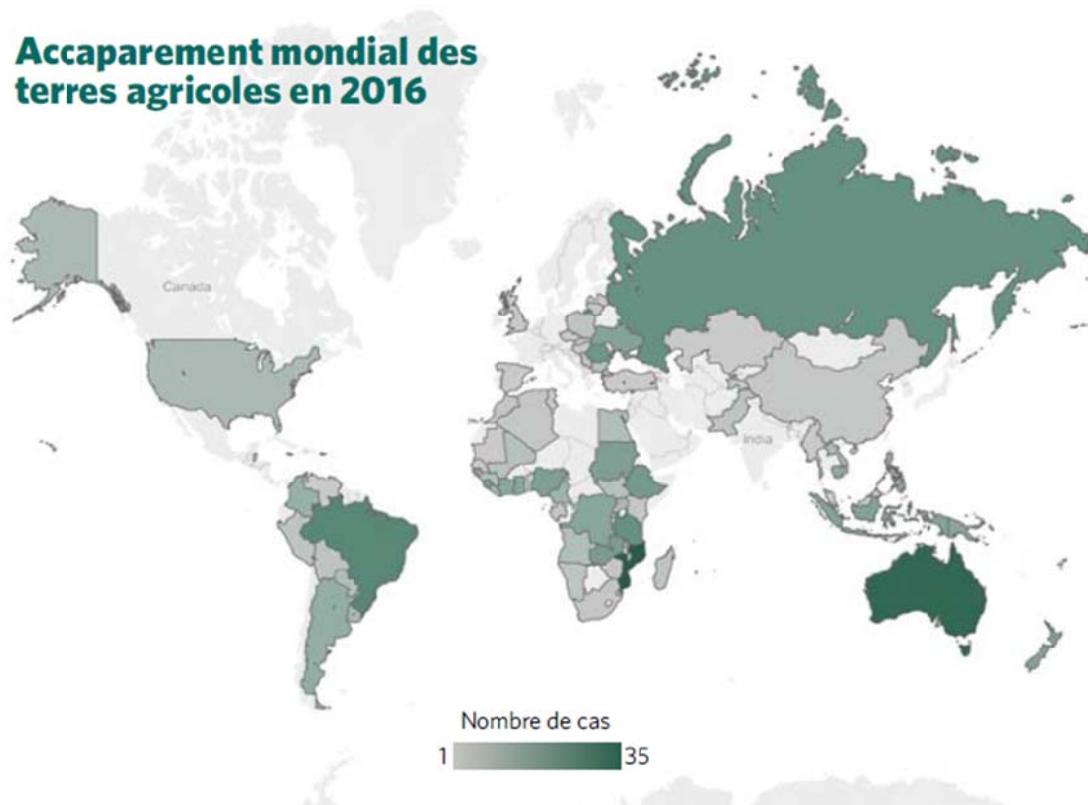 Accaparement mondial des
terres agricoles en 2016
Canada
India
Nombre de cas
1 35